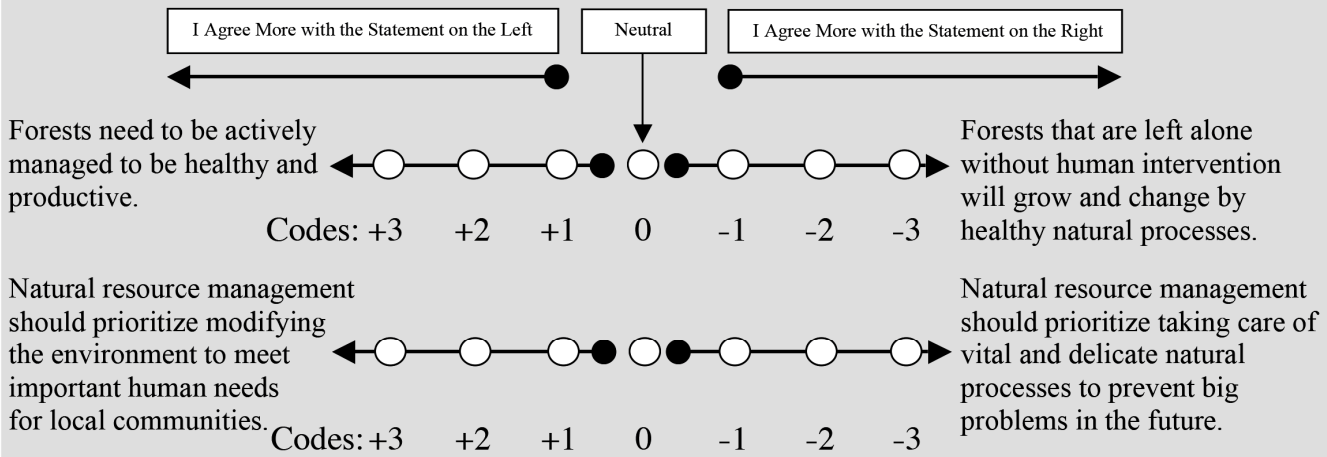 I Agree More with the Statement on the Left
Neutral
I Agree More with the Statement on the Right
Forests need to be actively
managed to be healthy and
productive.
Forests that are left alone
without human intervention
will grow and change by
healthy natural processes.
Codes: +3 +2 +1 0 -1 -2 -3
Natural resource management
should prioritize modifying
the environment to meet
important human needs
for local communities.
Natural resource management
should prioritize taking care of
vital and delicate natural
processes to prevent big
problems in the future.
Codes: +3 +2 +1 0 -1 -2 -3